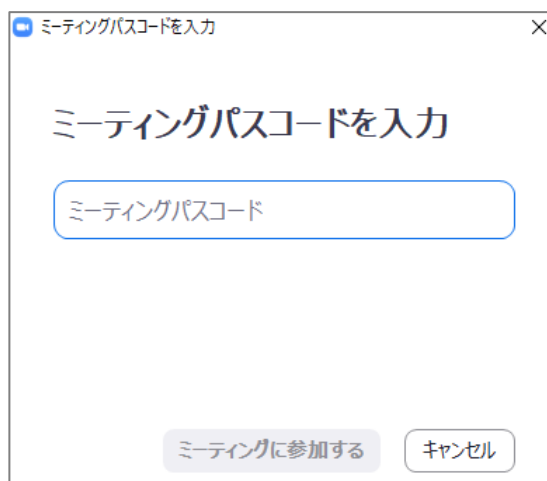 ミーティングパスコードを入力
ミーティングパスコードを入力
ミーティングパスコード
ミーティングに参加する キャンセル